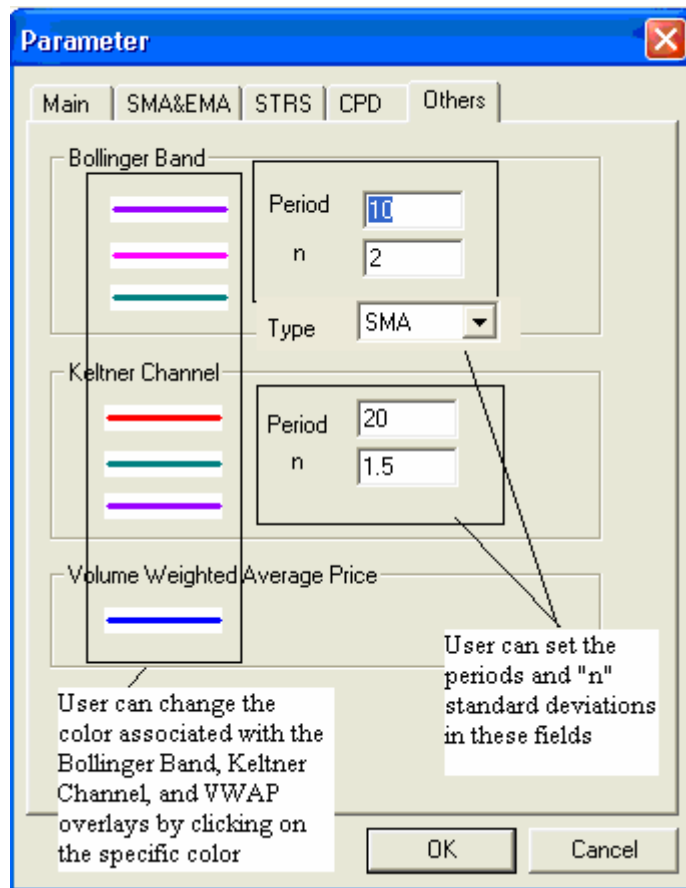 Parameter
Main
SMA&EMA
STRS
CPD
Others
Bollinger Band
Period
10
n
2
Type
SMA
Keltner Channel
Period
20
n
1.5
Volume Weighted Average Price
User can set the
periods and "n"
standard deviations
in these fields
User can change the
color associated with the
Bollinger Band, Keltner
Channel, and VWAP
overlays by clicking on
the specific color
OK
Cancel